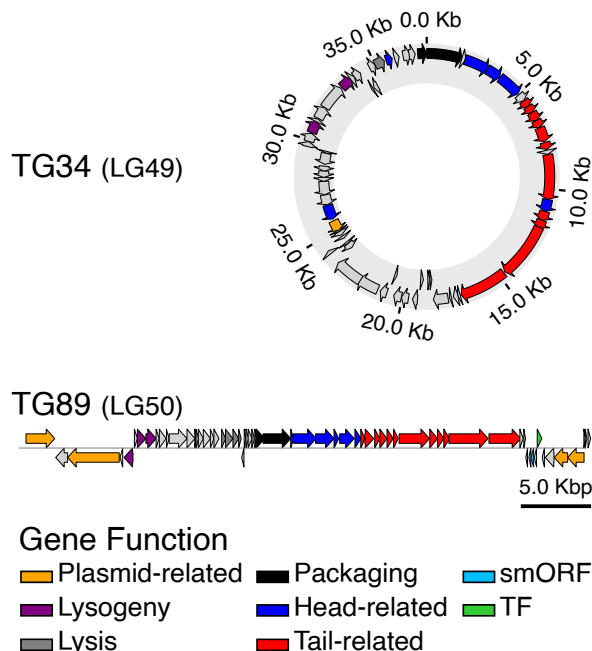 0.0 Kb
35.0 Kb
5.0 Kb
30.0 Kb
TG34 (LG49)
10.0 Kb
25.0 Kb
15.0 Kb
20.0 Kb
TG89 (LG50)
5.0 Kbp
Gene Function
Plasmid-related Packaging smORF
Lysogeny Head-related TF
Lysis Tail-related